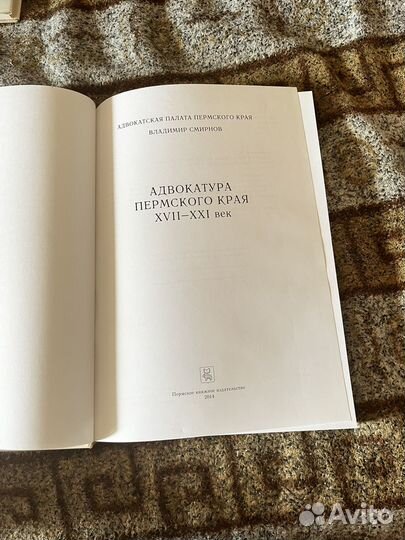 АДВОКАТСКАЯ ПАЛАТА ПЕРМСКОГО КРАЯ
ВЛАДИМИР СМИРНОВ
АДВОКАТУРА
ПЕРМСКОГО КРАЯ
XVII–XXI век
Пермское книжное издательство
2014
Avito